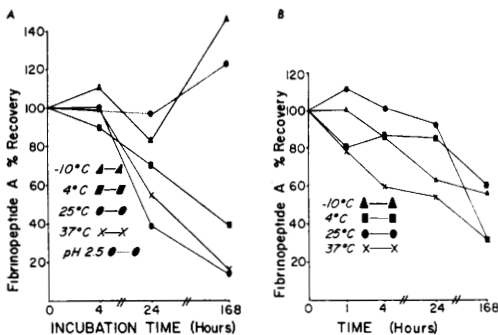 A
140
120
100
80
60
40
20
Fibrinopeptide A % Recovery
-10°C
4°C
25°C
37°C
pH 2.5
0 4 24 168
INCUBATION TIME (Hours)
B
120
100
80
60
40
20
Fibrinopeptide A % Recovery
-10°C
4°C
25°C
37°C
0 1 4 24 168
TIME (Hours)